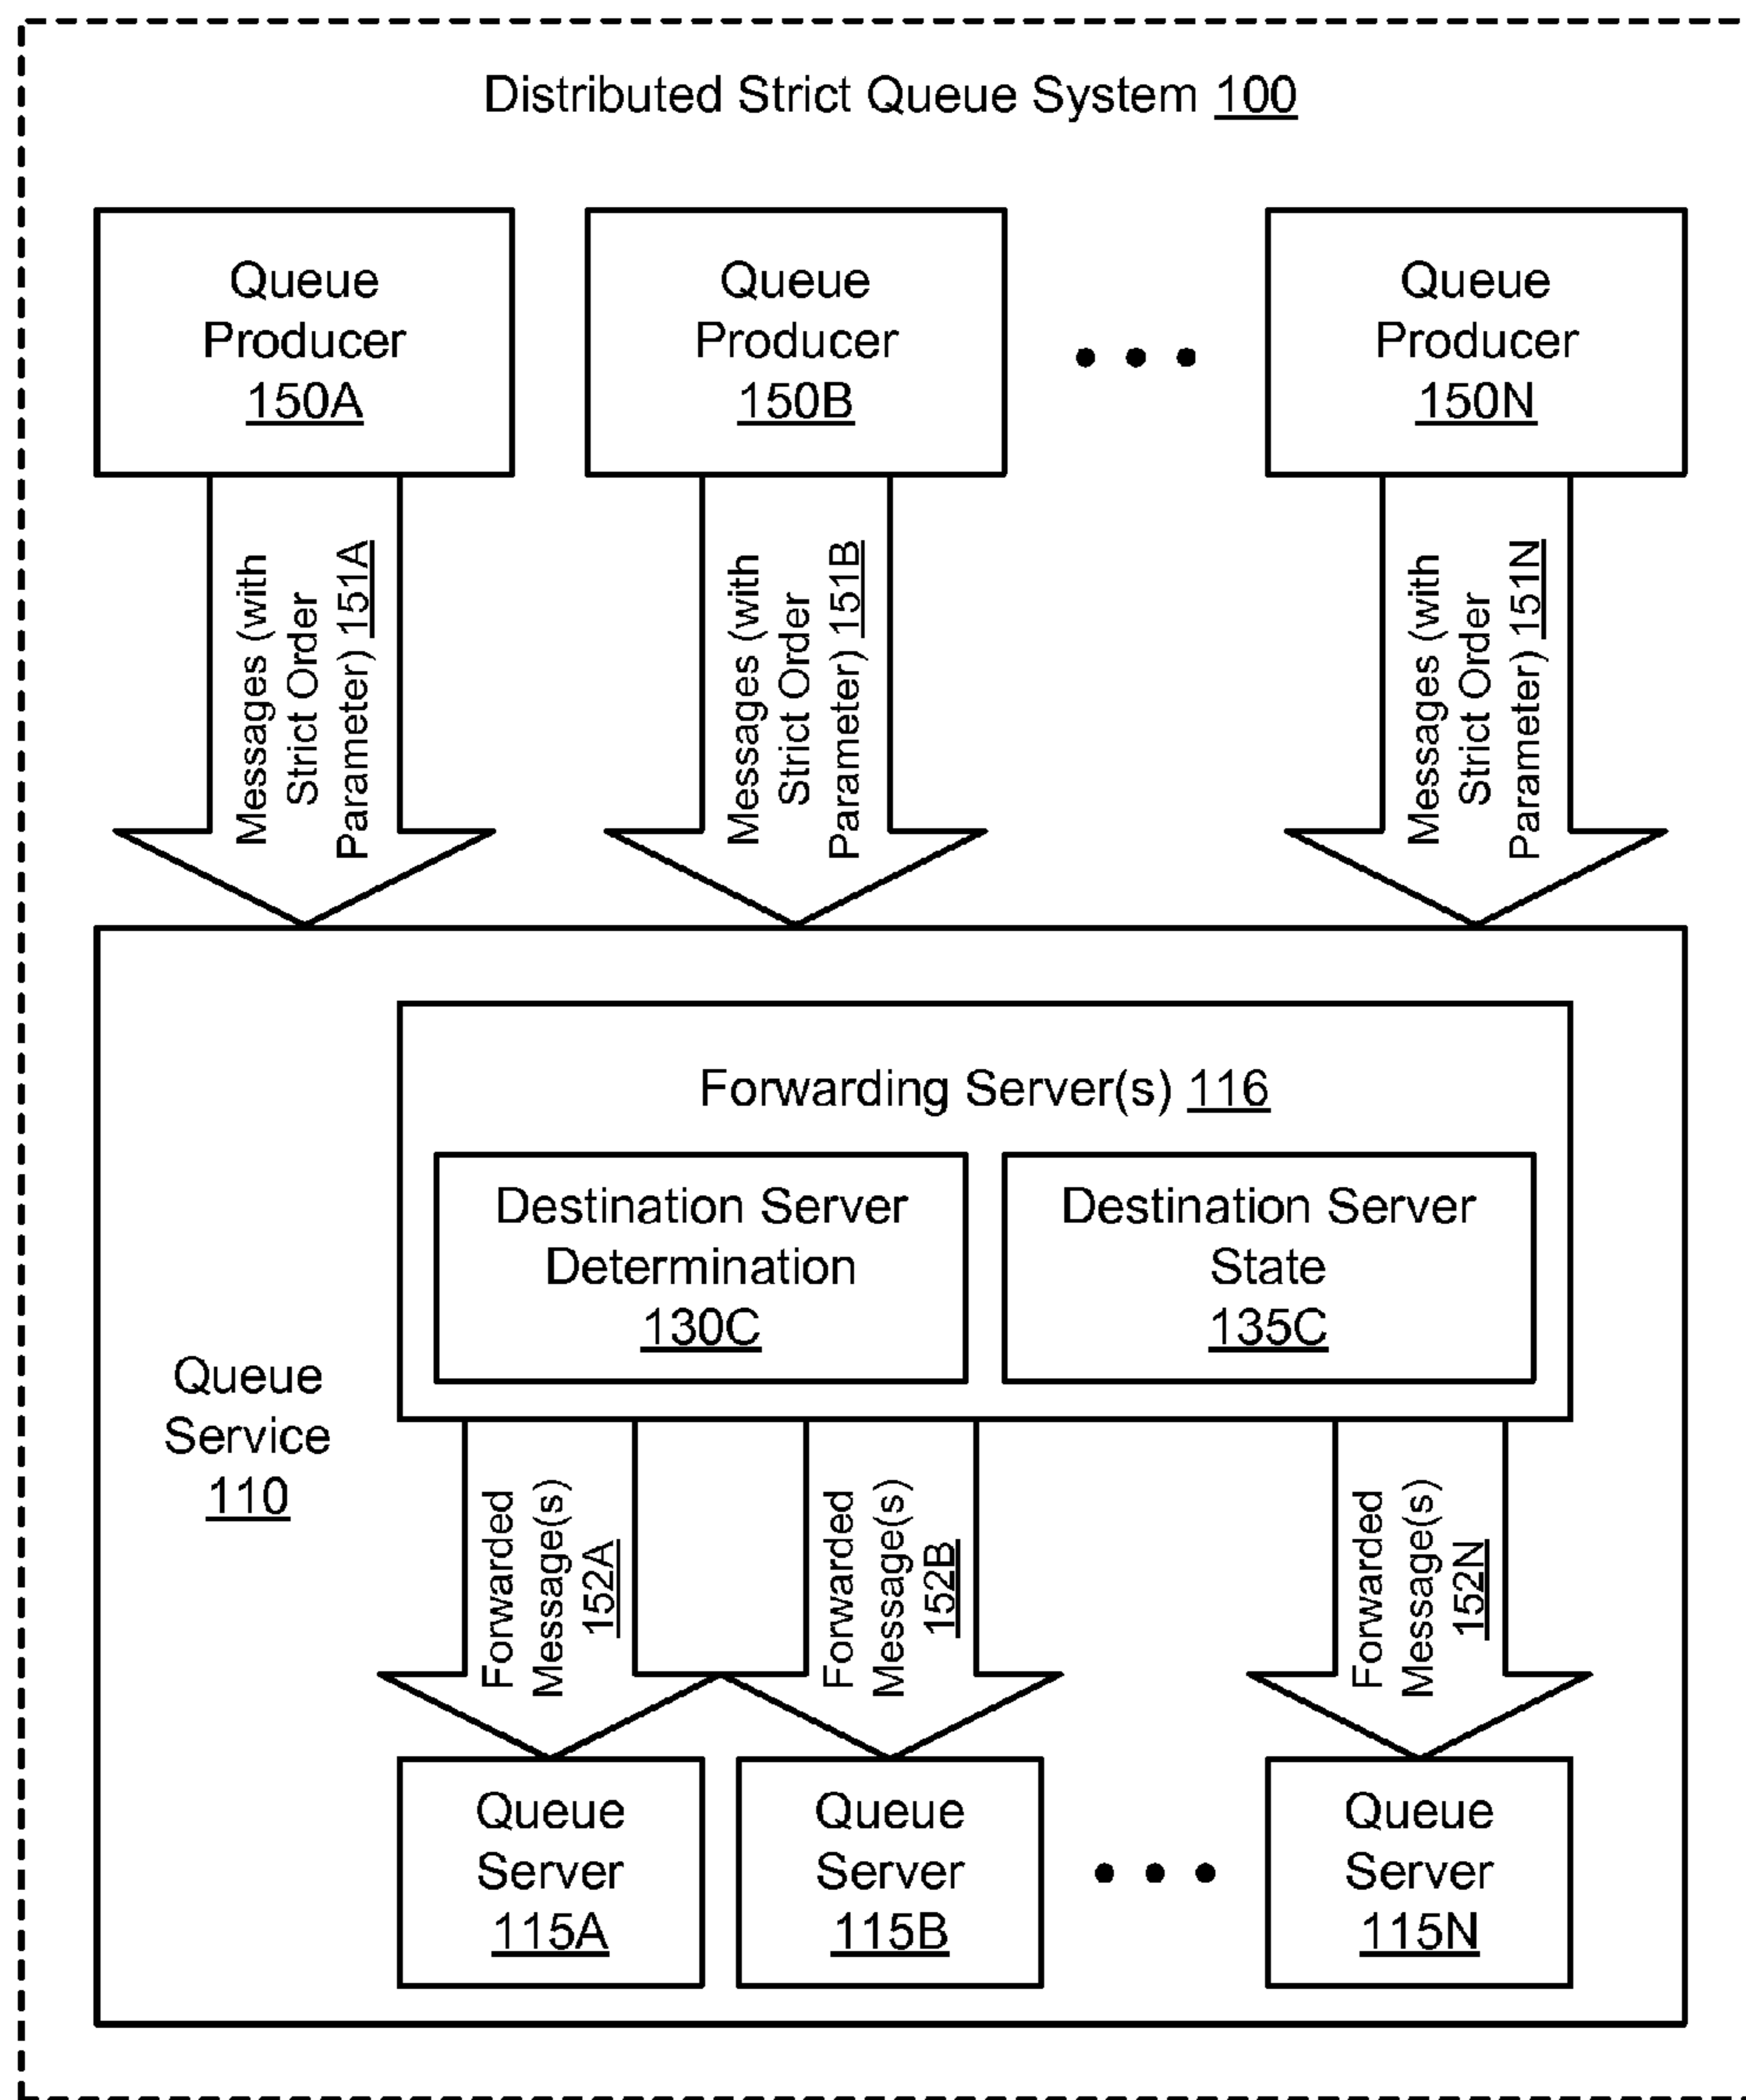 Distributed Strict Queue System 100
Queue
Producer
150A
Queue
Producer
150B
Queue
Producer
150N
Messages (with
Strict Order
Parameter) 151A
Messages (with
Strict Order
Parameter) 151B
Messages (with
Strict Order
Parameter) 151N
Forwarding Server(s) 116
Destination Server
Determination
130C
Destination Server
State
135C
Queue
Service
110
Forwarded
Message(s)
152A
Forwarded
Message(s)
152B
Forwarded
Message(s)
152N
Queue
Server
115A
Queue
Server
115B
Queue
Server
115N